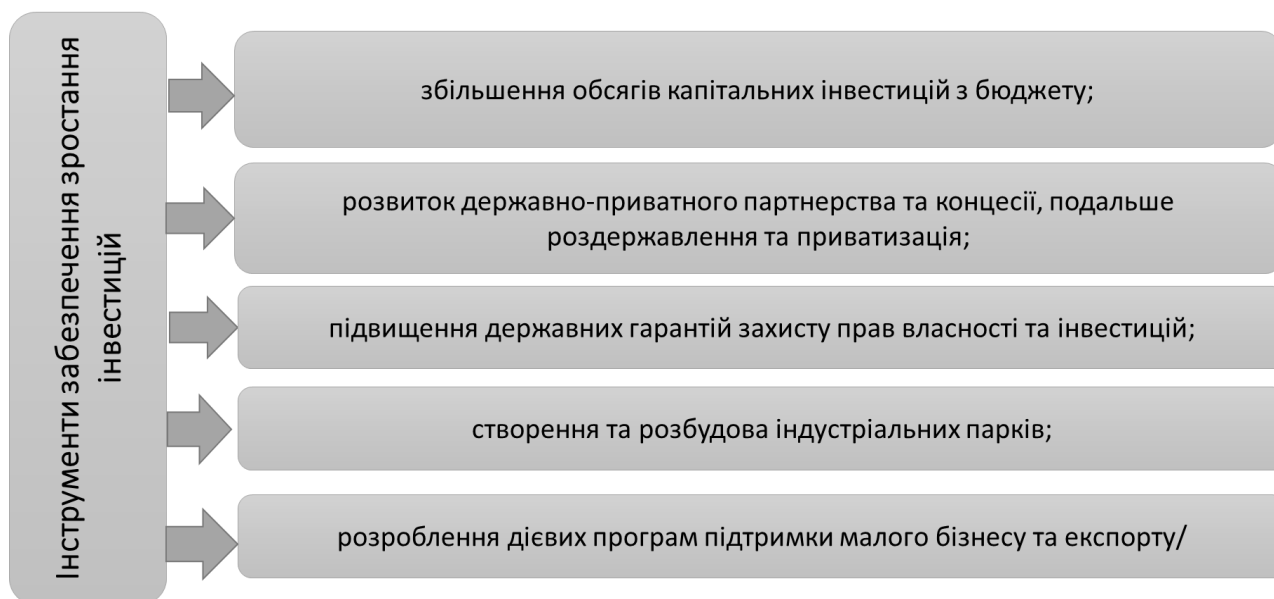 Інструменти забезпечення зростання
інвестицій
збільшення обсягів капітальних інвестицій з бюджету;
розвиток державно-приватного партнерства та концесії, подальше
роздержавлення та приватизація;
підвищення державних гарантій захисту прав власності та інвестицій;
створення та розбудова індустріальних парків;
розроблення дієвих програм підтримки малого бізнесу та експорту/